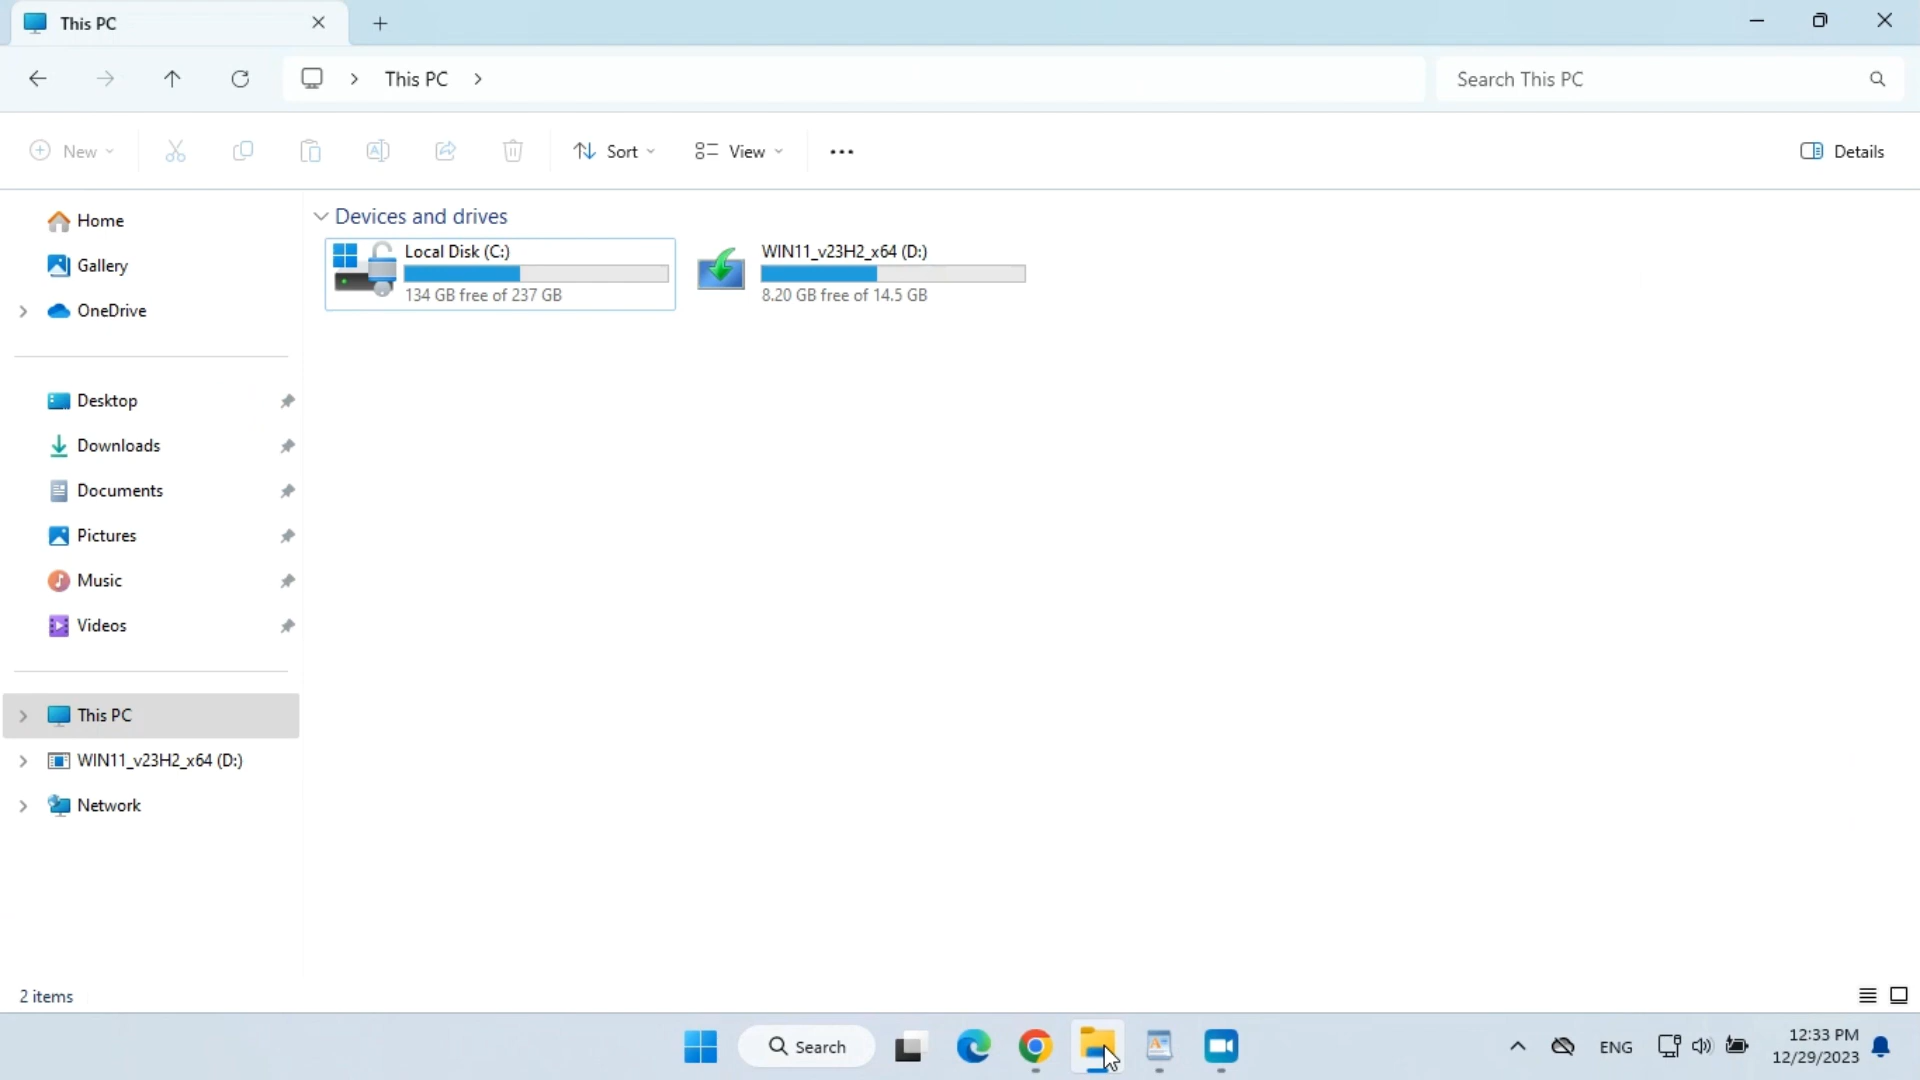 This PC
This PC
Search This PC
New
Sort
View
Details
Home
Gallery
OneDrive
Desktop
Downloads
Documents
Pictures
Music
Videos
This PC
WIN11_v23H2_x64 (D:)
Network
Devices and drives
Local Disk (C:)
134 GB free of 237 GB
WIN11_v23H2_x64 (D:)
8.20 GB free of 14.5 GB
2 items
Search
ENG
12:33 PM
12/29/2023